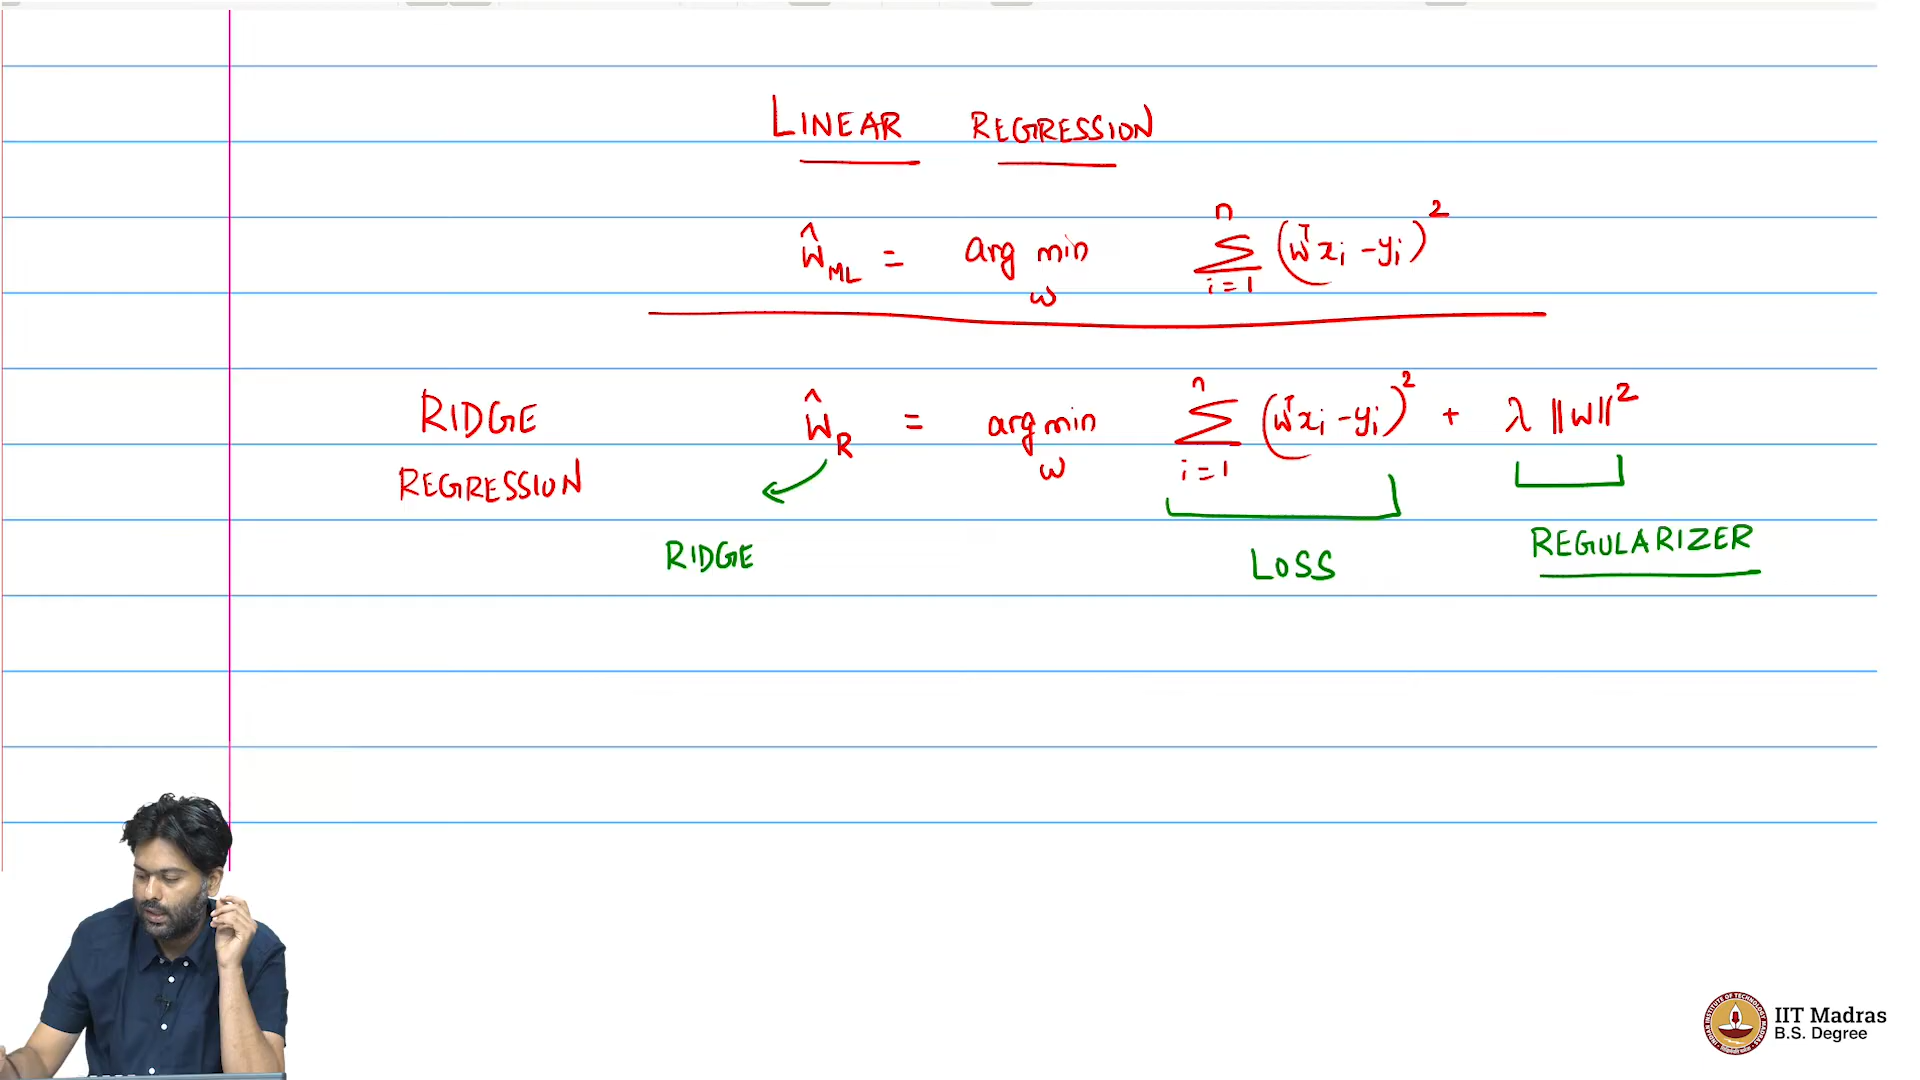 LINEAR REGRESSION
ŵ_ML = arg min_w Σ_{i=1}^{n} (wᵀx_i - y_i)²
RIDGE REGRESSION
ŵ_R = arg min_w Σ_{i=1}^{n} (wᵀx_i - y_i)² + λ ||w||²
RIDGE
LOSS
REGULARIZER
IIT Madras
B.S. Degree